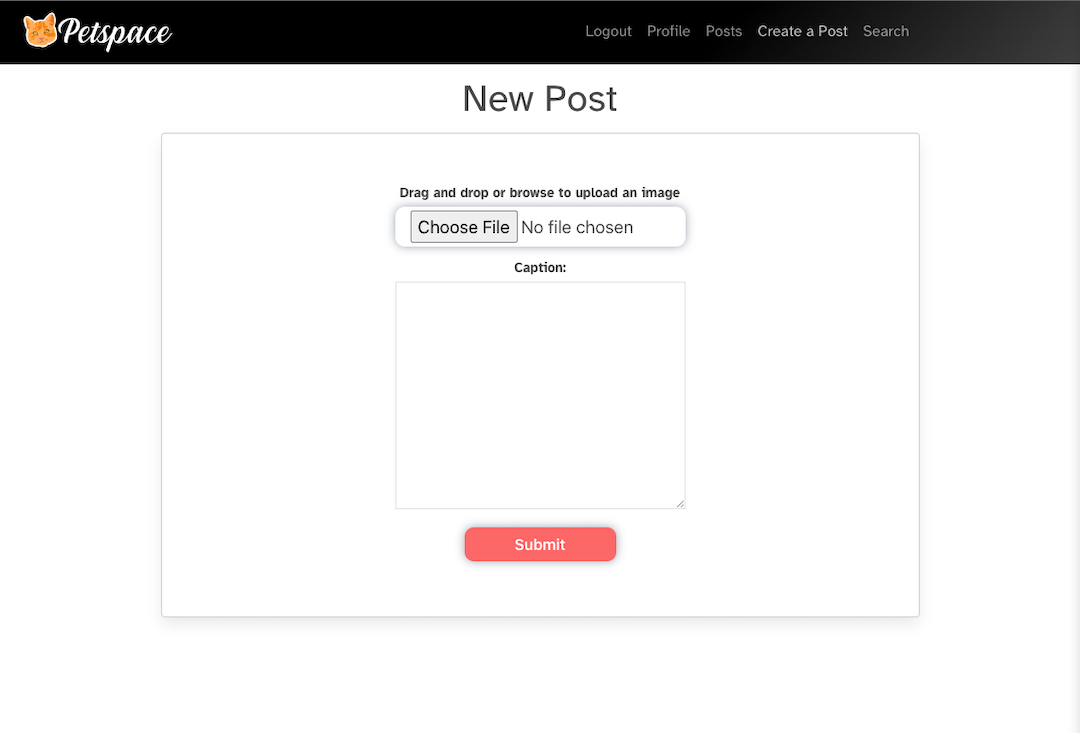 Petspace Logout Profile Posts Create a Post Search
New Post
Drag and drop or browse to upload an image
Choose File No file chosen
Caption:
Submit